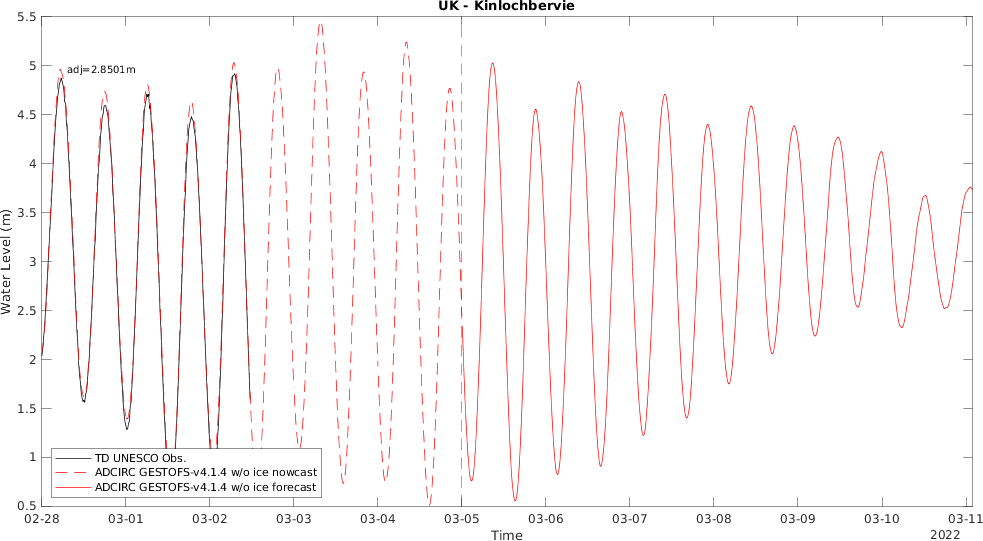 UK - Kinlochbervie
5.5
5
4.5
4
3.5
3
2.5
2
1.5
1
0.5
Water Level (m)
adj=2.8501m
TD UNESCO Obs.
ADCIRC GESTOFS-v4.1.4 w/o ice nowcast
ADCIRC GESTOFS-v4.1.4 w/o ice forecast
02-28 03-01 03-02 03-03 03-04 03-05 03-06 03-07 03-08 03-09 03-10 03-11
Time
2022